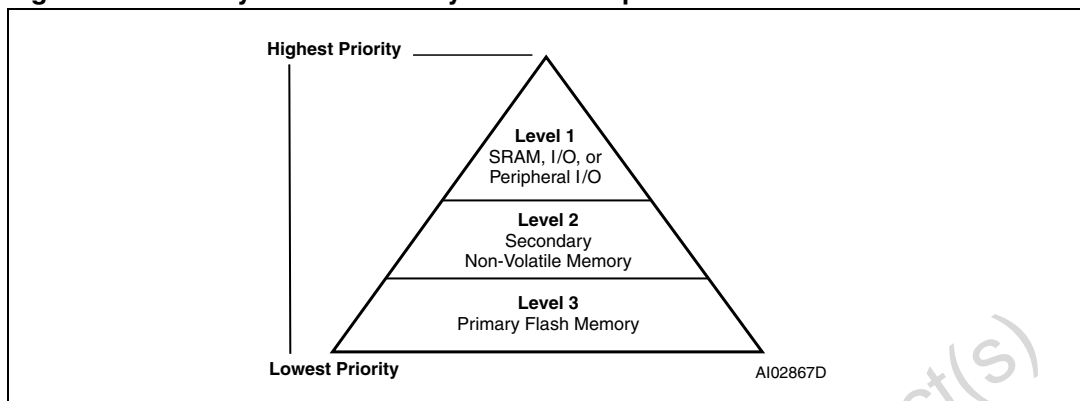 Highest Priority
Level 1
SRAM, I/O, or
Peripheral I/O
Level 2
Secondary
Non-Volatile Memory
Level 3
Primary Flash Memory
Lowest Priority
AI02867D
ct(s)